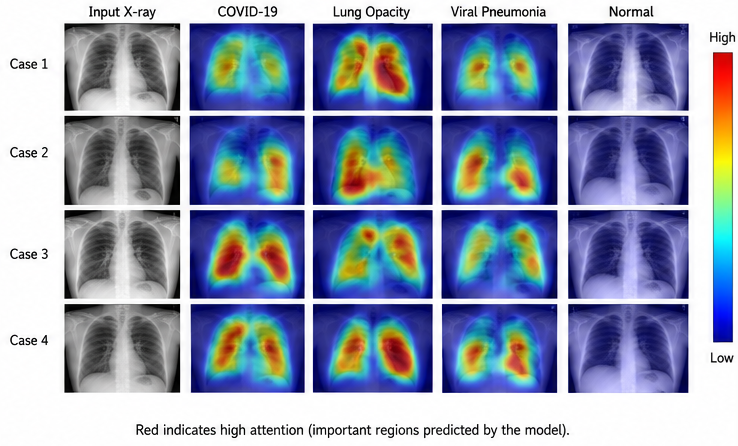 Input X-ray COVID-19 Lung Opacity Viral Pneumonia Normal
High
Case 1
Case 2
Case 3
Case 4
Low
Red indicates high attention (important regions predicted by the model).